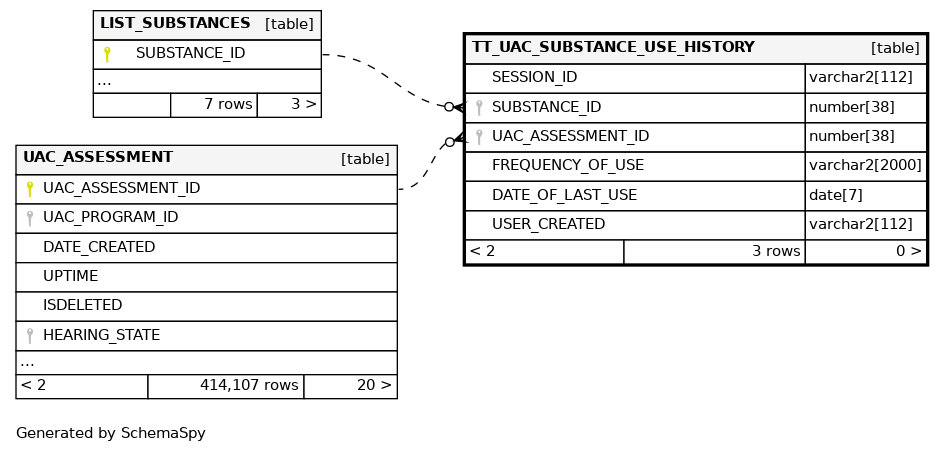 LIST_SUBSTANCES [table]
SUBSTANCE_ID
...
7 rows 3 >
UAC_ASSESSMENT [table]
UAC_ASSESSMENT_ID
UAC_PROGRAM_ID
DATE_CREATED
UPTIME
ISDELETED
HEARING_STATE
...
< 2 414,107 rows 20 >
TT_UAC_SUBSTANCE_USE_HISTORY [table]
SESSION_ID varchar2[112]
SUBSTANCE_ID number[38]
UAC_ASSESSMENT_ID number[38]
FREQUENCY_OF_USE varchar2[2000]
DATE_OF_LAST_USE date[7]
USER_CREATED varchar2[112]
< 2 3 rows 0 >
Generated by SchemaSpy